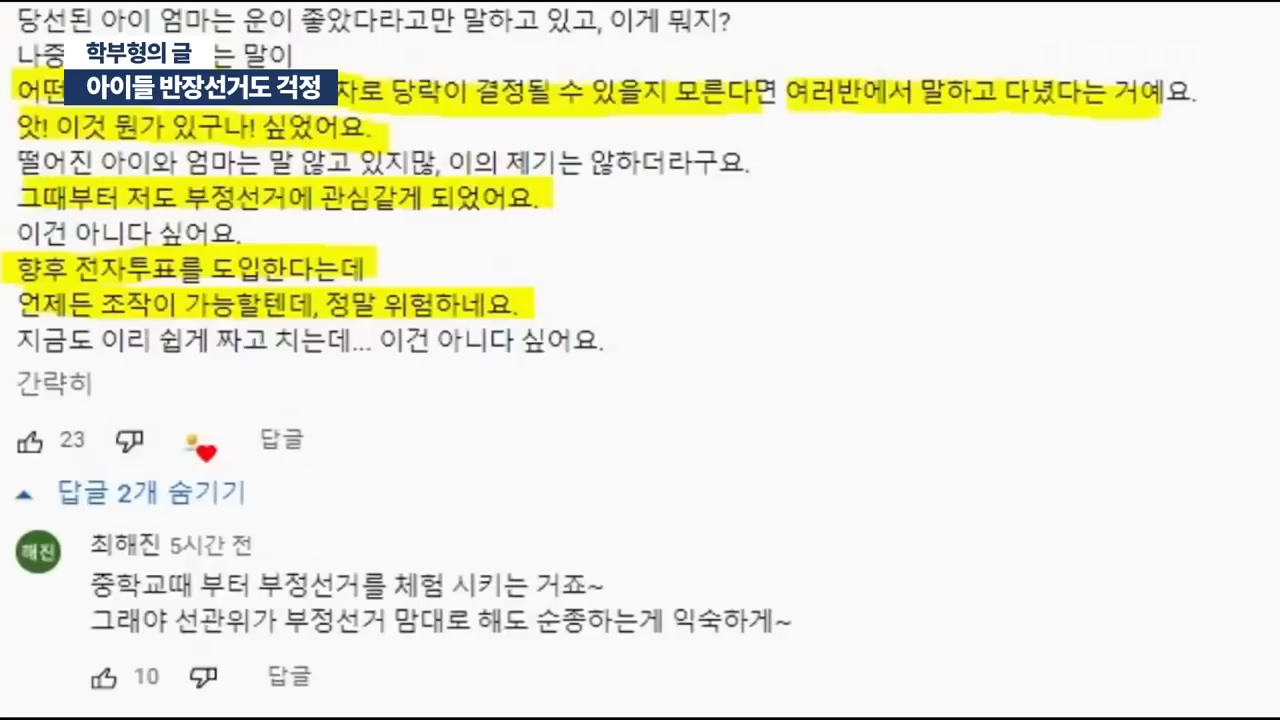 당선된 아이 엄마는 운이 좋았다라고만 말하고 있고, 이게 뭐지?
나중 는 말이
학부형의 글
아이들 반장선거도 걱정
어떤 차로 당락이 결정될 수 있을지 모른다면 여러반에서 말하고 다녔다는 거예요.
앗! 이것 뭔가 있구나! 싶었어요.
떨어진 아이와 엄마는 말 않고 있지많, 이의 제기는 않하더라구요.
그때부터 저도 부정선거에 관심같게 되었어요.
이건 아니다 싶어요.
향후 전자투표를 도입한다는데
언제든 조작이 가능할텐데, 정말 위험하네요.
지금도 이리 쉽게 짜고 치는데... 이건 아니다 싶어요.
간략히
23 답글
답글 2개 숨기기
해진
최해진 5시간 전
중학교때 부터 부정선거를 체험 시키는 거죠~
그래야 선관위가 부정선거 맘대로 해도 순종하는게 익숙하게~
10 답글